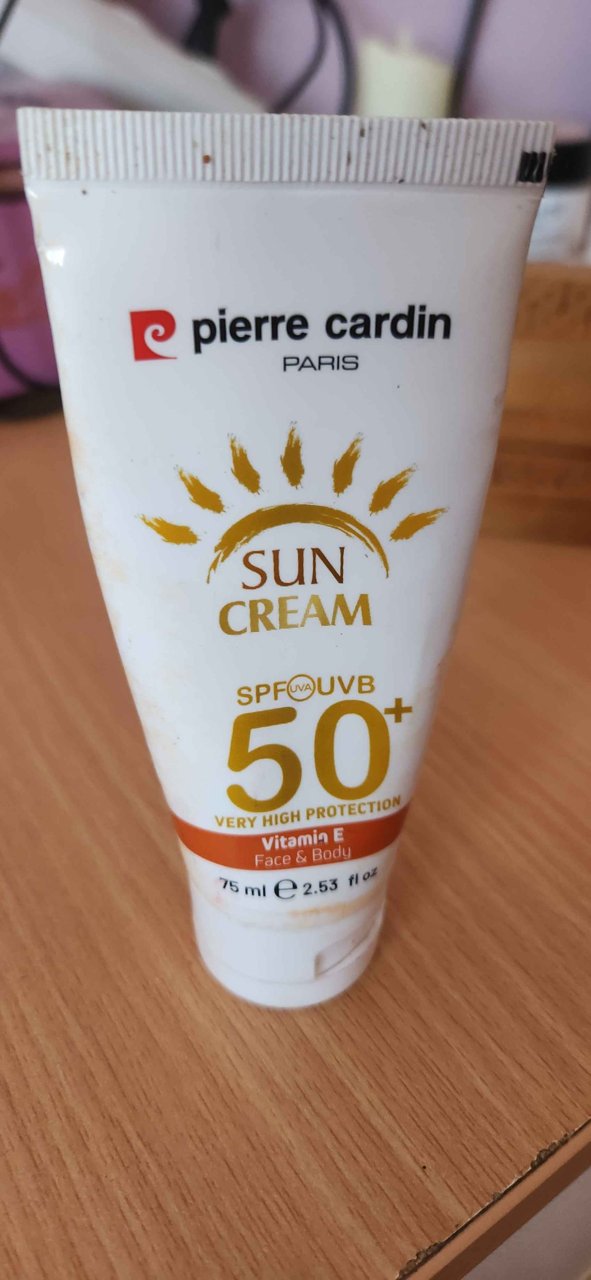 pierre cardin
PARIS
SUN
CREAM
SPF UVA UVB
50+
VERY HIGH PROTECTION
Vitamin E
Face & Body
75 ml e 2.53 fl oz